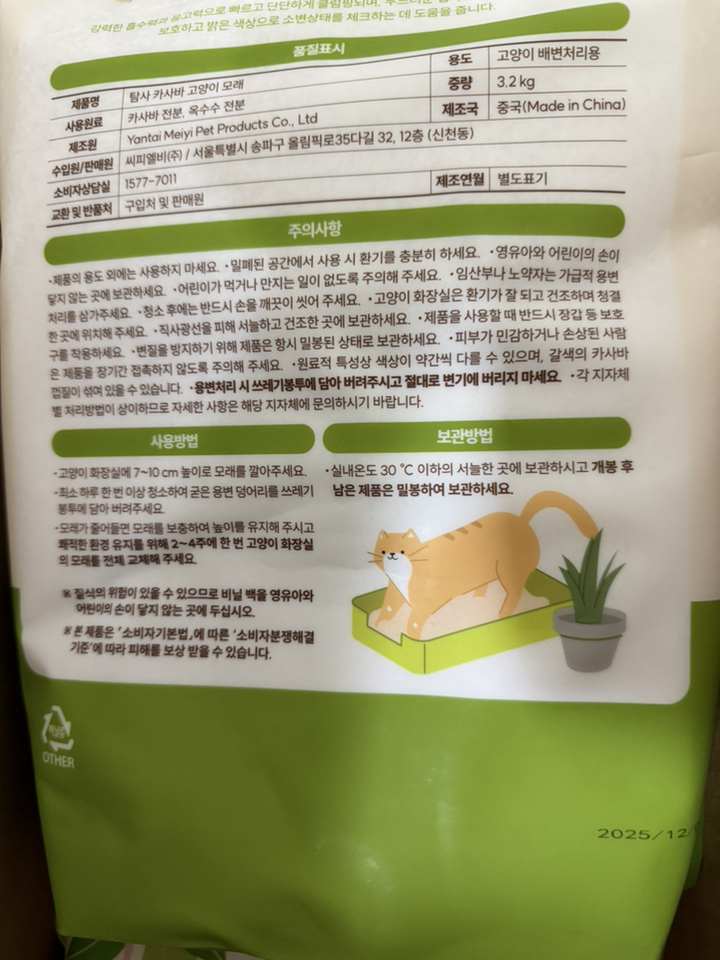 강력한 흡수력과 응고력으로 빠르고 단단하게 클럼핑되며,
보호하고 밝은 색상으로 소변상태를 체크하는 데 도움을 줍니다.
품질표시
제품명 탐사 카사바 고양이 모래 용도 고양이 배변처리용
사용원료 카사바 전분, 옥수수 전분 중량 3.2 kg
제조원 Yantai Meiyi Pet Products Co., Ltd 제조국 중국(Made in China)
수입원/판매원 씨피엘비(주) / 서울특별시 송파구 올림픽로35다길 32, 12층 (신천동)
소비자상담실 1577-7011 제조연월 별도표기
교환 및 반품처 구입처 및 판매원
주의사항
•제품의 용도 외에는 사용하지 마세요. •밀폐된 공간에서 사용 시 환기를 충분히 하세요. •영유아와 어린이의 손이
닿지 않는 곳에 보관하세요. •어린이가 먹거나 만지는 일이 없도록 주의해 주세요. •임산부나 노약자는 가급적 용변
처리를 삼가주세요. •청소 후에는 반드시 손을 깨끗이 씻어 주세요. •고양이 화장실은 환기가 잘 되고 건조하며 청결
한 곳에 위치해 주세요. •직사광선을 피해 서늘하고 건조한 곳에 보관하세요. •제품을 사용할 때 반드시 장갑 등 보호
구를 착용하세요. •변질을 방지하기 위해 제품은 항시 밀봉된 상태로 보관하세요. •피부가 민감하거나 손상된 사람
은 제품을 장기간 접촉하지 않도록 주의해 주세요. •원료적 특성상 색상이 약간씩 다를 수 있으며, 갈색의 카사바
껍질이 섞여 있을 수 있습니다. •용변처리 시 쓰레기봉투에 담아 버려주시고 절대로 변기에 버리지 마세요. •각 지자체
별 처리방법이 상이하므로 자세한 사항은 해당 지자체에 문의하시기 바랍니다.
사용방법
•고양이 화장실에 7~10 cm 높이로 모래를 깔아주세요.
•최소 하루 한 번 이상 청소하여 굳은 용변 덩어리를 쓰레기
봉투에 담아 버려주세요.
•모래가 줄어들면 모래를 보충하여 높이를 유지해 주시고
쾌적한 환경 유지를 위해 2~4주에 한 번 고양이 화장실
의 모래를 전체 교체해 주세요.
※ 질식의 위험이 있을 수 있으므로 비닐 백을 영유아와
어린이의 손이 닿지 않는 곳에 두십시오.
※ 본 제품은 「소비자기본법」에 따른 '소비자분쟁해결
기준'에 따라 피해를 보상 받을 수 있습니다.
보관방법
•실내온도 30 °C 이하의 서늘한 곳에 보관하시고 개봉 후
남은 제품은 밀봉하여 보관하세요.
비닐류
OTHER
2025/12/